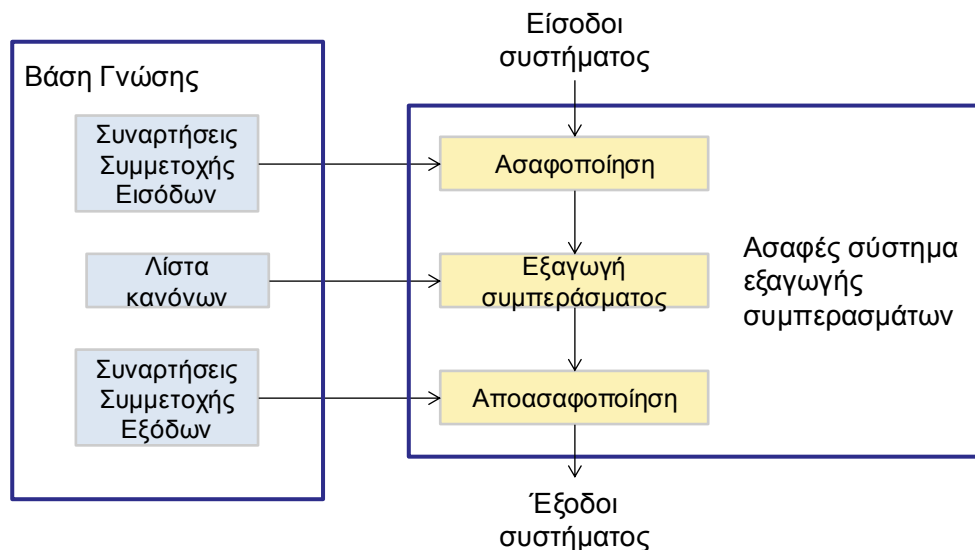 Είσοδοι
συστήματος
Βάση Γνώσης
Συναρτήσεις
Συμμετοχής
Εισόδων
Ασαφοποίηση
Λίστα
κανόνων
Εξαγωγή
συμπεράσματος
Ασαφές σύστημα
εξαγωγής
συμπερασμάτων
Συναρτήσεις
Συμμετοχής
Εξόδων
Αποασαφοποίηση
Έξοδοι
συστήματος